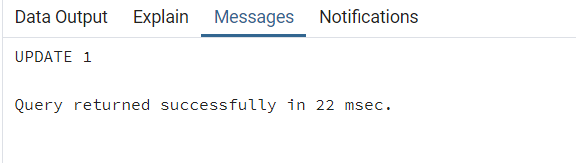 Data Output Explain Messages Notifications
UPDATE 1
Query returned successfully in 22 msec.